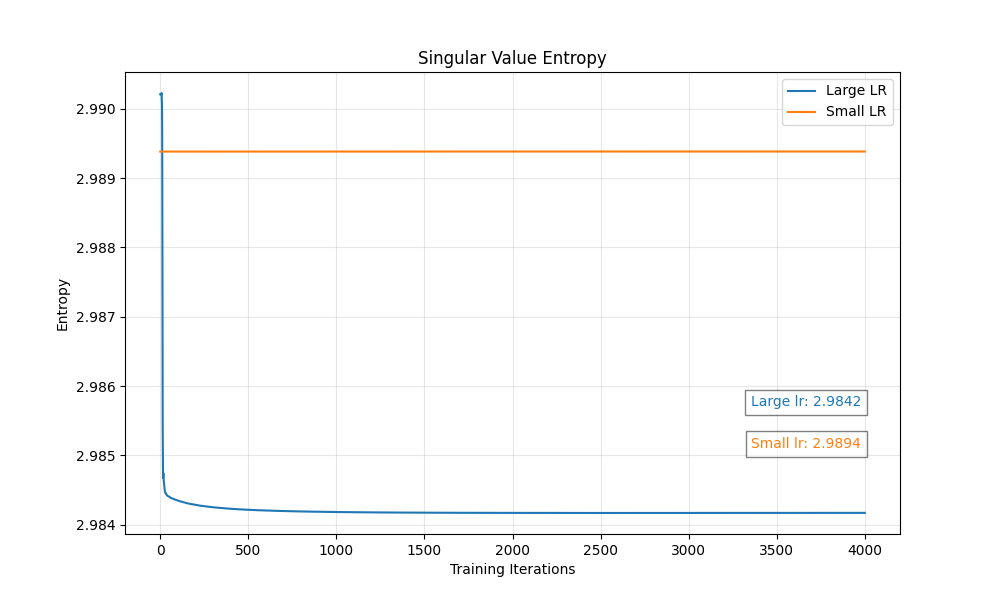 Singular Value Entropy
Large LR
Small LR
2.990
2.989
2.988
2.987
2.986
2.985
2.984
Entropy
Large lr: 2.9842
Small lr: 2.9894
0 500 1000 1500 2000 2500 3000 3500 4000
Training Iterations